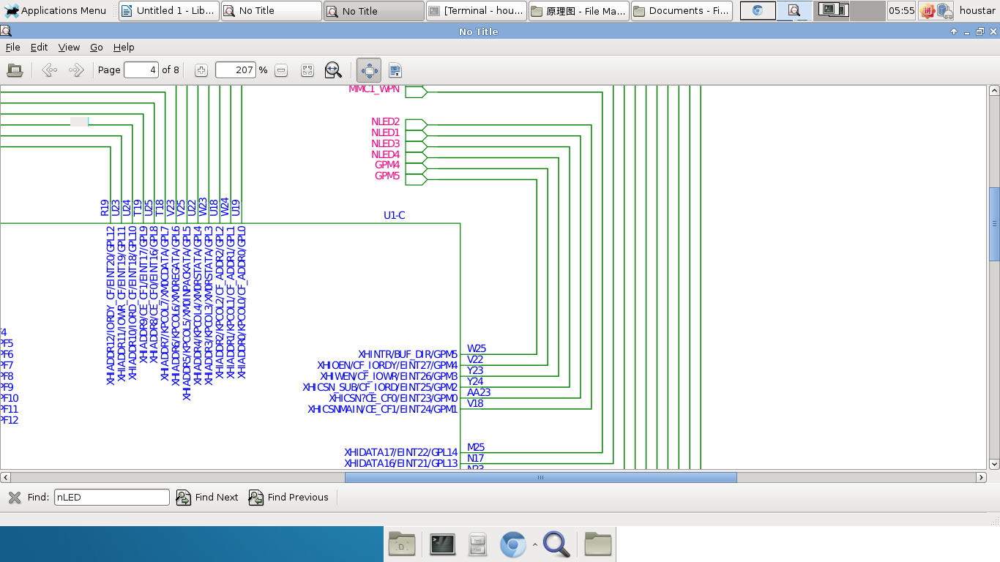 Applications Menu
Untitled 1 - Lib...
No Title
No Title
[Terminal - hou...
原理图 - File Ma...
Documents - Fi...
05:55
houstar
No Title
File Edit View Go Help
Page 4 of 8 207 %
MMC1_WPN
NLED2
NLED1
NLED3
NLED4
GPM4
GPM5
R19
U23
U24
T19
U25
T18
V23
V25
U22
W23
U18
W24
U19
U1-C
XHIADDR12/IORDY_CF/EINT20/GPL12
XHIADDR11/IOWR_CF/EINT19/GPL11
XHIADDR10/IORD_CF/EINT18/GPL10
XHIADDR9/CE_CF1/EINT17/GPL9
XHIADDR8/CE_CF0/EINT16/GPL8
XHIADDR7/KPCOL7/XM0CDATA/GPL7
XHIADDR6/KPCOL6/XM0REGATA/GPL6
XHIADDR5/KPCOL5/XM0INPACKATA/GPL5
XHIADDR4/KPCOL4/XM0RSTATA/GPL4
XHIADDR3/KPCOL3/XM0RSTATA/GPL3
XHIADDR2/KPCOL2/CF_ADDR2/GPL2
XHIADDR1/KPCOL1/CF_ADDR1/GPL1
XHIADDR0/KPCOL0/CF_ADDR0/GPL0
F4
PF5
PF6
PF7
PF8
PF9
PF10
PF11
PF12
XHINTR/BUF_DIR/GPM5 W25
XHIOEN/CF_IORDY/EINT27/GPM4 V22
XHIWEN/CF_IOWR/EINT26/GPM3 Y23
XHICSN_SUB/CF_IORD/EINT25/GPM2 Y24
XHICSN?CE_CF0/EINT23/GPM0 AA23
XHICSNMAIN/CE_CF1/EINT24/GPM1 V18
XHIDATA17/EINT22/GPL14 M25
XHIDATA16/EINT21/GPL13 N17
Find: nLED Find Next Find Previous